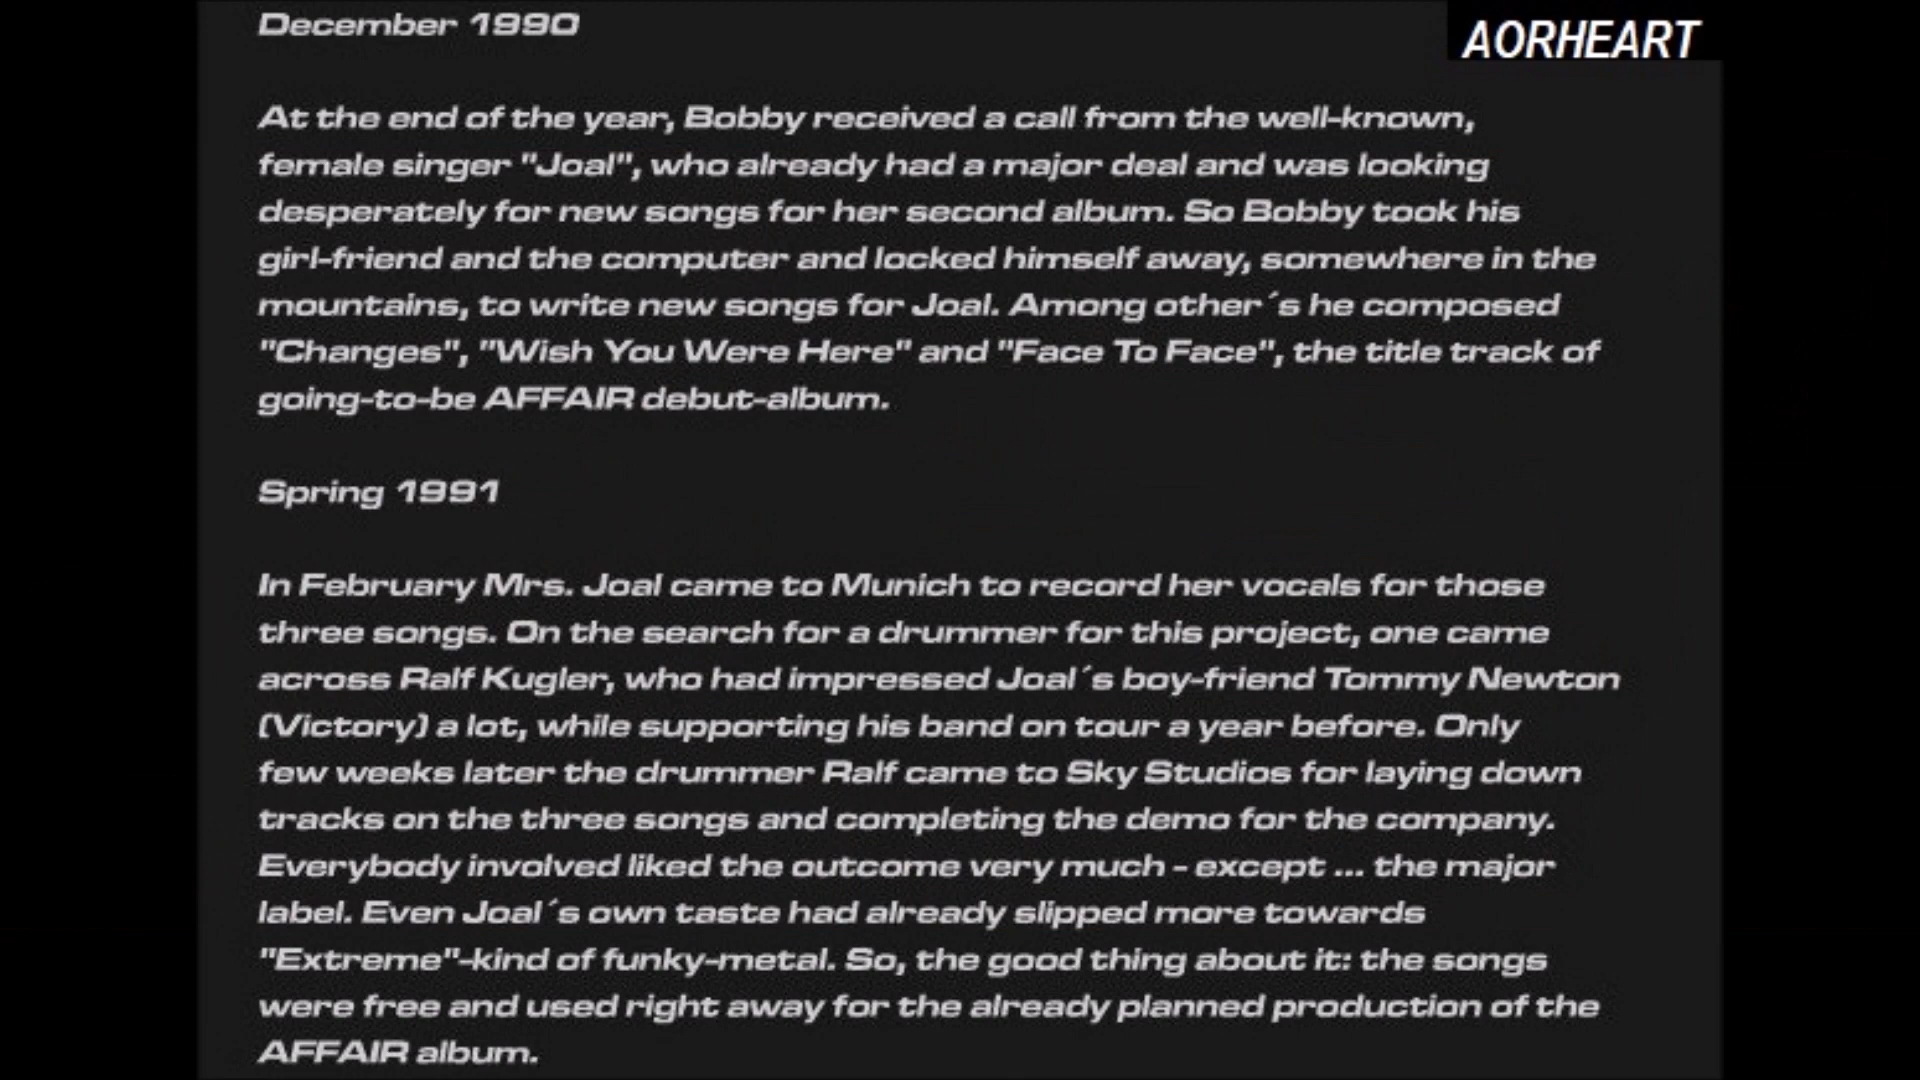 December 1990
AORHEART
At the end of the year, Bobby received a call from the well-known,
female singer "Joal", who already had a major deal and was looking
desperately for new songs for her second album. So Bobby took his
girl-friend and the computer and locked himself away, somewhere in the
mountains, to write new songs for Joal. Among other´s he composed
"Changes", "Wish You Were Here" and "Face To Face", the title track of
going-to-be AFFAIR debut-album.
Spring 1991
In February Mrs. Joal came to Munich to record her vocals for those
three songs. On the search for a drummer for this project, one came
across Ralf Kugler, who had impressed Joal´s boy-friend Tommy Newton
(Victory) a lot, while supporting his band on tour a year before. Only
few weeks later the drummer Ralf came to Sky Studios for laying down
tracks on the three songs and completing the demo for the company.
Everybody involved liked the outcome very much - except ... the major
label. Even Joal´s own taste had already slipped more towards
"Extreme"-kind of funky-metal. So, the good thing about it: the songs
were free and used right away for the already planned production of the
AFFAIR album.